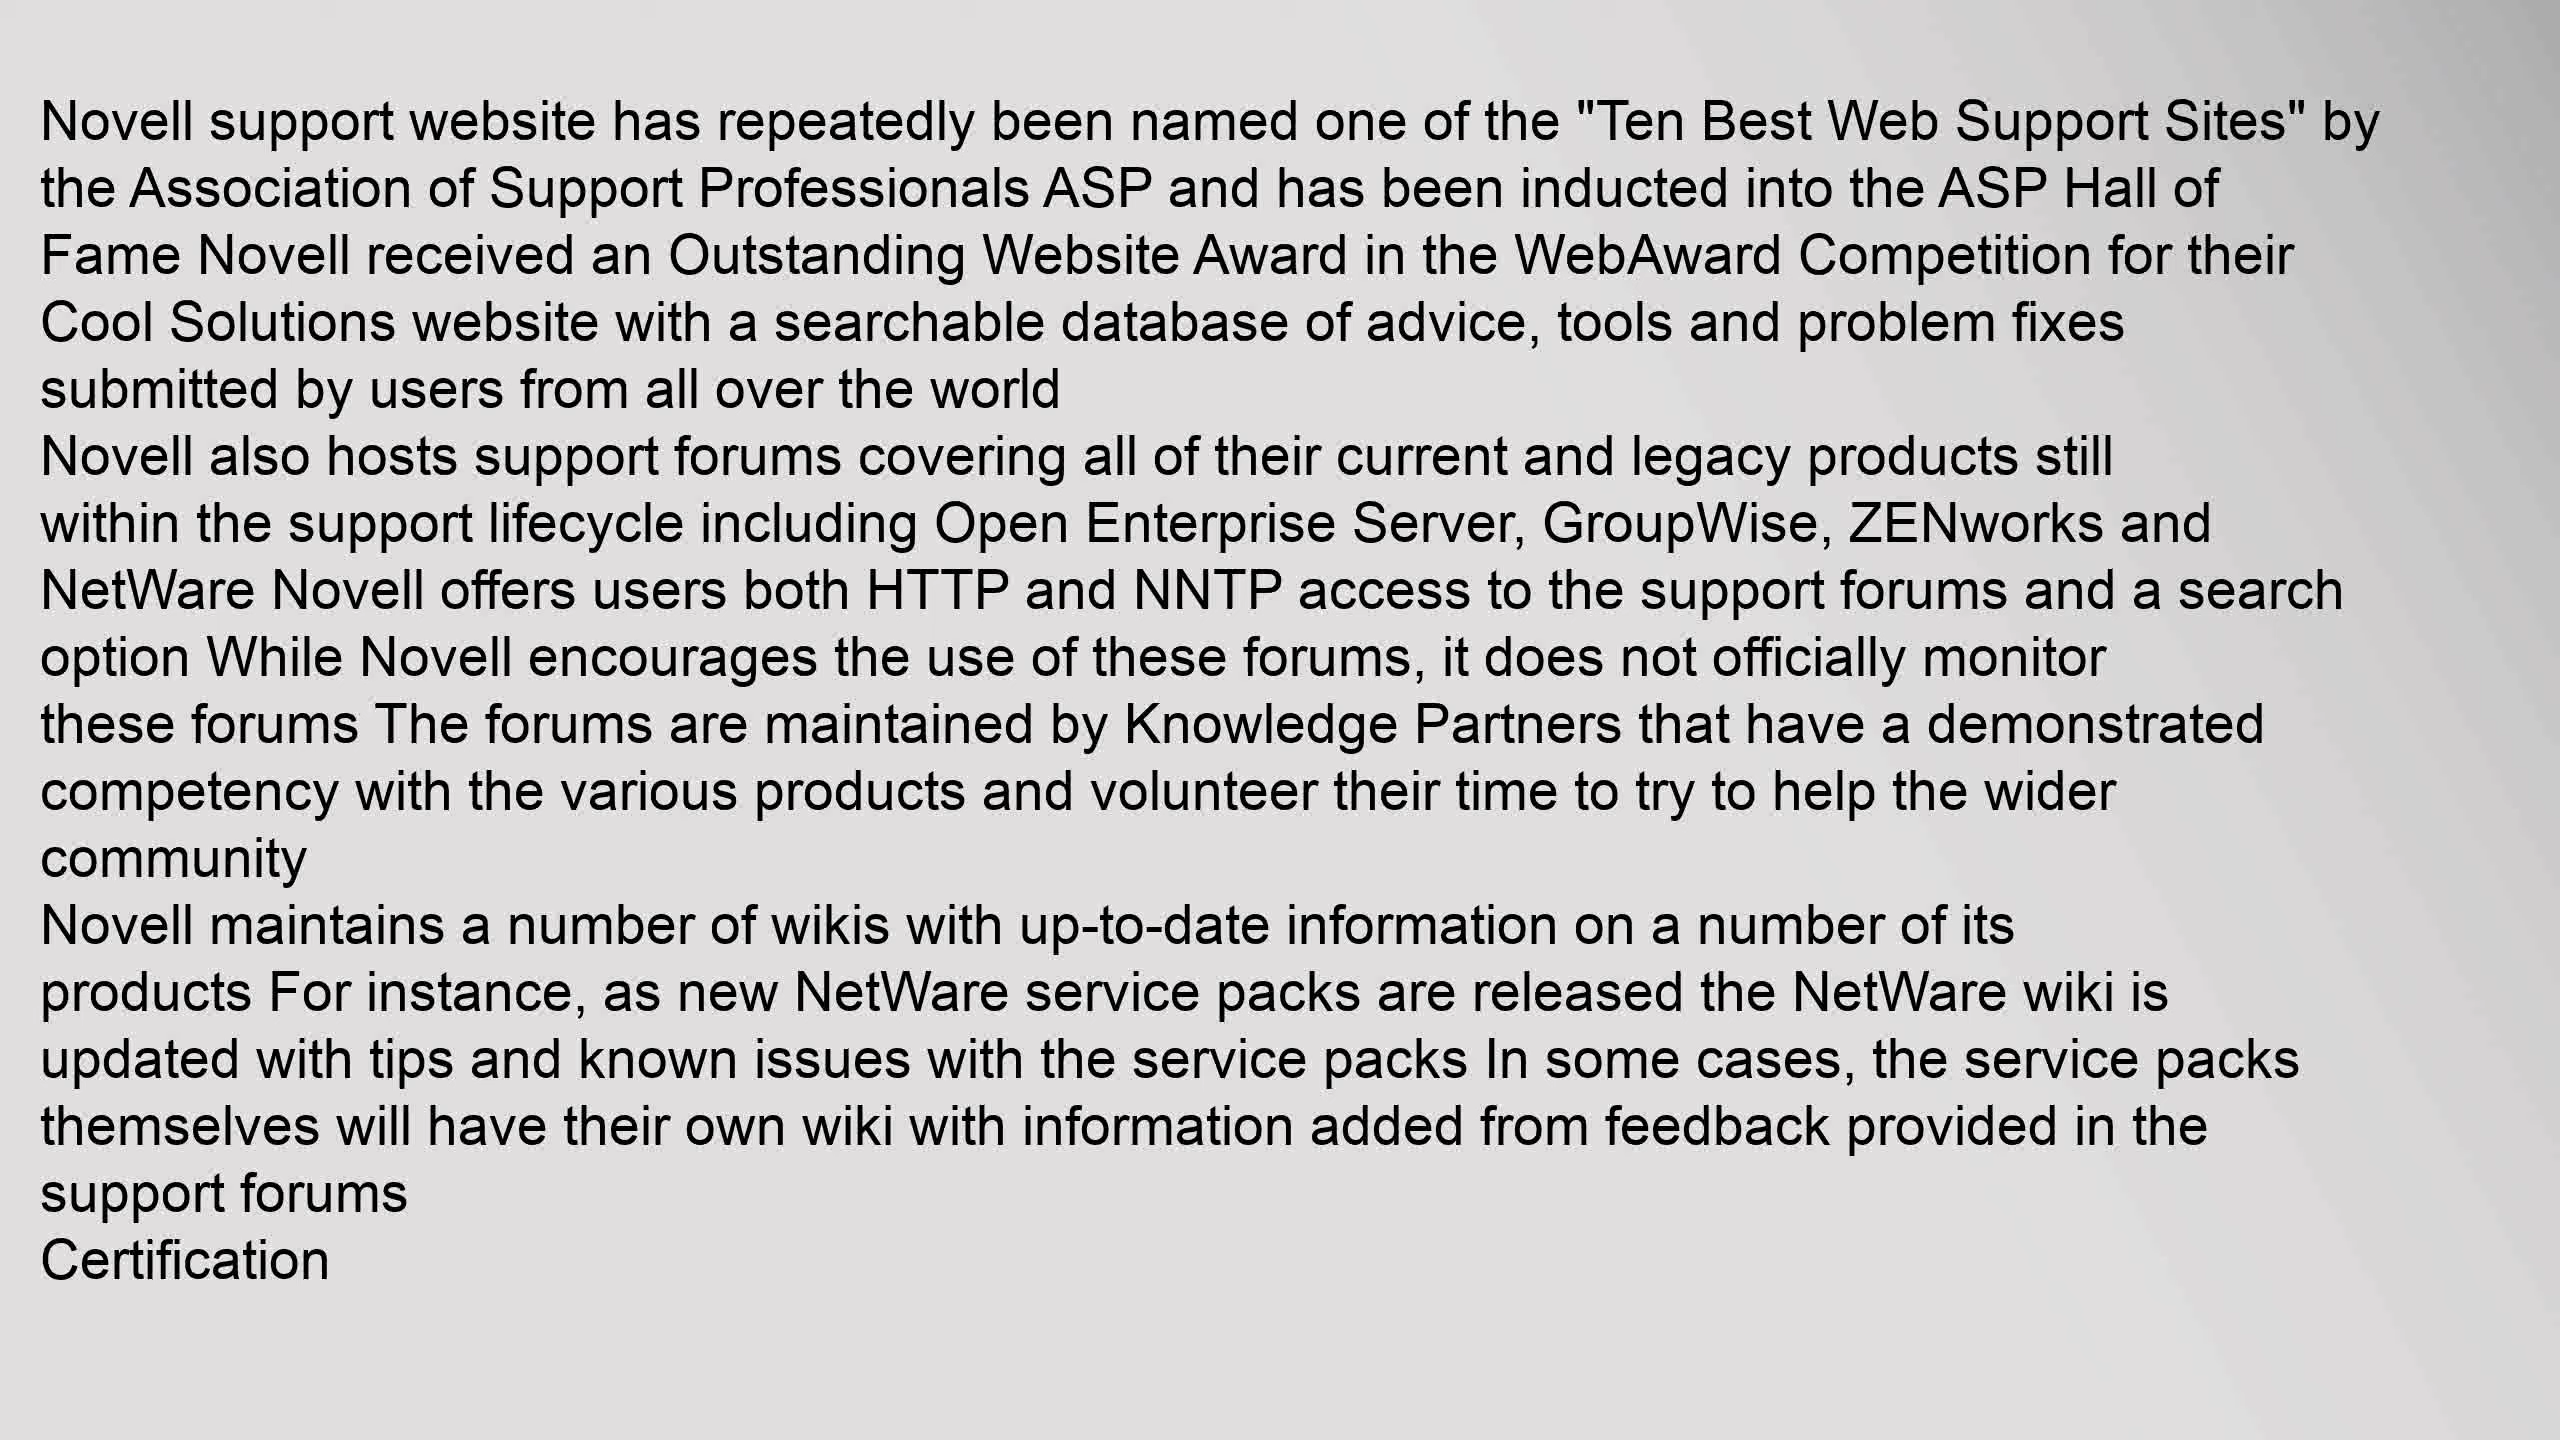 Novell support website has repeatedly been named one of the "Ten Best Web Support Sites" by
the Association of Support Professionals ASP and has been inducted into the ASP Hall of
Fame Novell received an Outstanding Website Award in the WebAward Competition for their
Cool Solutions website with a searchable database of advice, tools and problem fixes
submitted by users from all over the world
Novell also hosts support forums covering all of their current and legacy products still
within the support lifecycle including Open Enterprise Server, GroupWise, ZENworks and
NetWare Novell offers users both HTTP and NNTP access to the support forums and a search
option While Novell encourages the use of these forums, it does not officially monitor
these forums The forums are maintained by Knowledge Partners that have a demonstrated
competency with the various products and volunteer their time to try to help the wider
community
Novell maintains a number of wikis with up-to-date information on a number of its
products For instance, as new NetWare service packs are released the NetWare wiki is
updated with tips and known issues with the service packs In some cases, the service packs
themselves will have their own wiki with information added from feedback provided in the
support forums
Certification